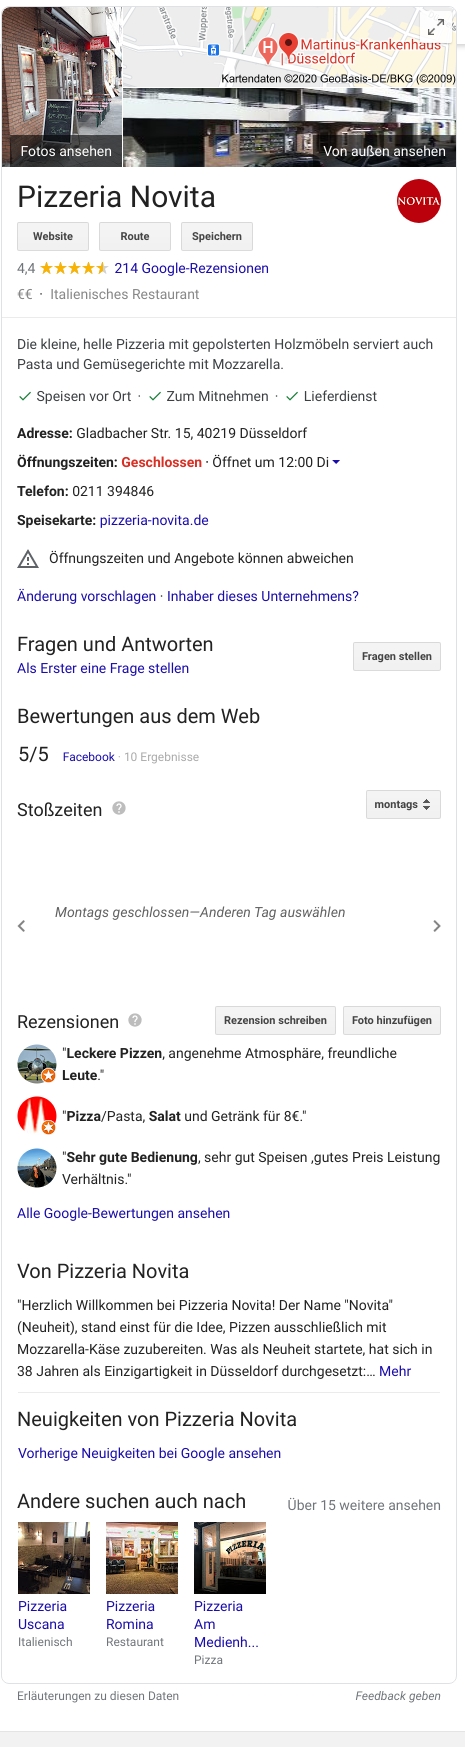 Martinus-Krankenhaus
Düsseldorf
Kartendaten ©2020 GeoBasis-DE/BKG (©2009)
Fotos ansehen
Von außen ansehen
Pizzeria Novita
NOVITA
Website
Route
Speichern
4,4 214 Google-Rezensionen
€€ · Italienisches Restaurant
Die kleine, helle Pizzeria mit gepolsterten Holzmöbeln serviert auch
Pasta und Gemüsegerichte mit Mozzarella.
Speisen vor Ort · Zum Mitnehmen · Lieferdienst
Adresse: Gladbacher Str. 15, 40219 Düsseldorf
Öffnungszeiten: Geschlossen · Öffnet um 12:00 Di
Telefon: 0211 394846
Speisekarte: pizzeria-novita.de
Öffnungszeiten und Angebote können abweichen
Änderung vorschlagen · Inhaber dieses Unternehmens?
Fragen und Antworten
Als Erster eine Frage stellen
Fragen stellen
Bewertungen aus dem Web
5/5 Facebook · 10 Ergebnisse
Stoßzeiten
montags
Montags geschlossen—Anderen Tag auswählen
Rezensionen
Rezension schreiben
Foto hinzufügen
"Leckere Pizzen, angenehme Atmosphäre, freundliche
Leute."
"Pizza/Pasta, Salat und Getränk für 8€."
"Sehr gute Bedienung, sehr gut Speisen ,gutes Preis Leistung
Verhältnis."
Alle Google-Bewertungen ansehen
Von Pizzeria Novita
"Herzlich Willkommen bei Pizzeria Novita! Der Name "Novita"
(Neuheit), stand einst für die Idee, Pizzen ausschließlich mit
Mozzarella-Käse zuzubereiten. Was als Neuheit startete, hat sich in
38 Jahren als Einzigartigkeit in Düsseldorf durchgesetzt:... Mehr
Neuigkeiten von Pizzeria Novita
Vorherige Neuigkeiten bei Google ansehen
Andere suchen auch nach
Über 15 weitere ansehen
PIZZERIA
Pizzeria
Uscana
Italienisch
Pizzeria
Romina
Restaurant
Pizzeria
Am
Medienh...
Pizza
Erläuterungen zu diesen Daten
Feedback geben